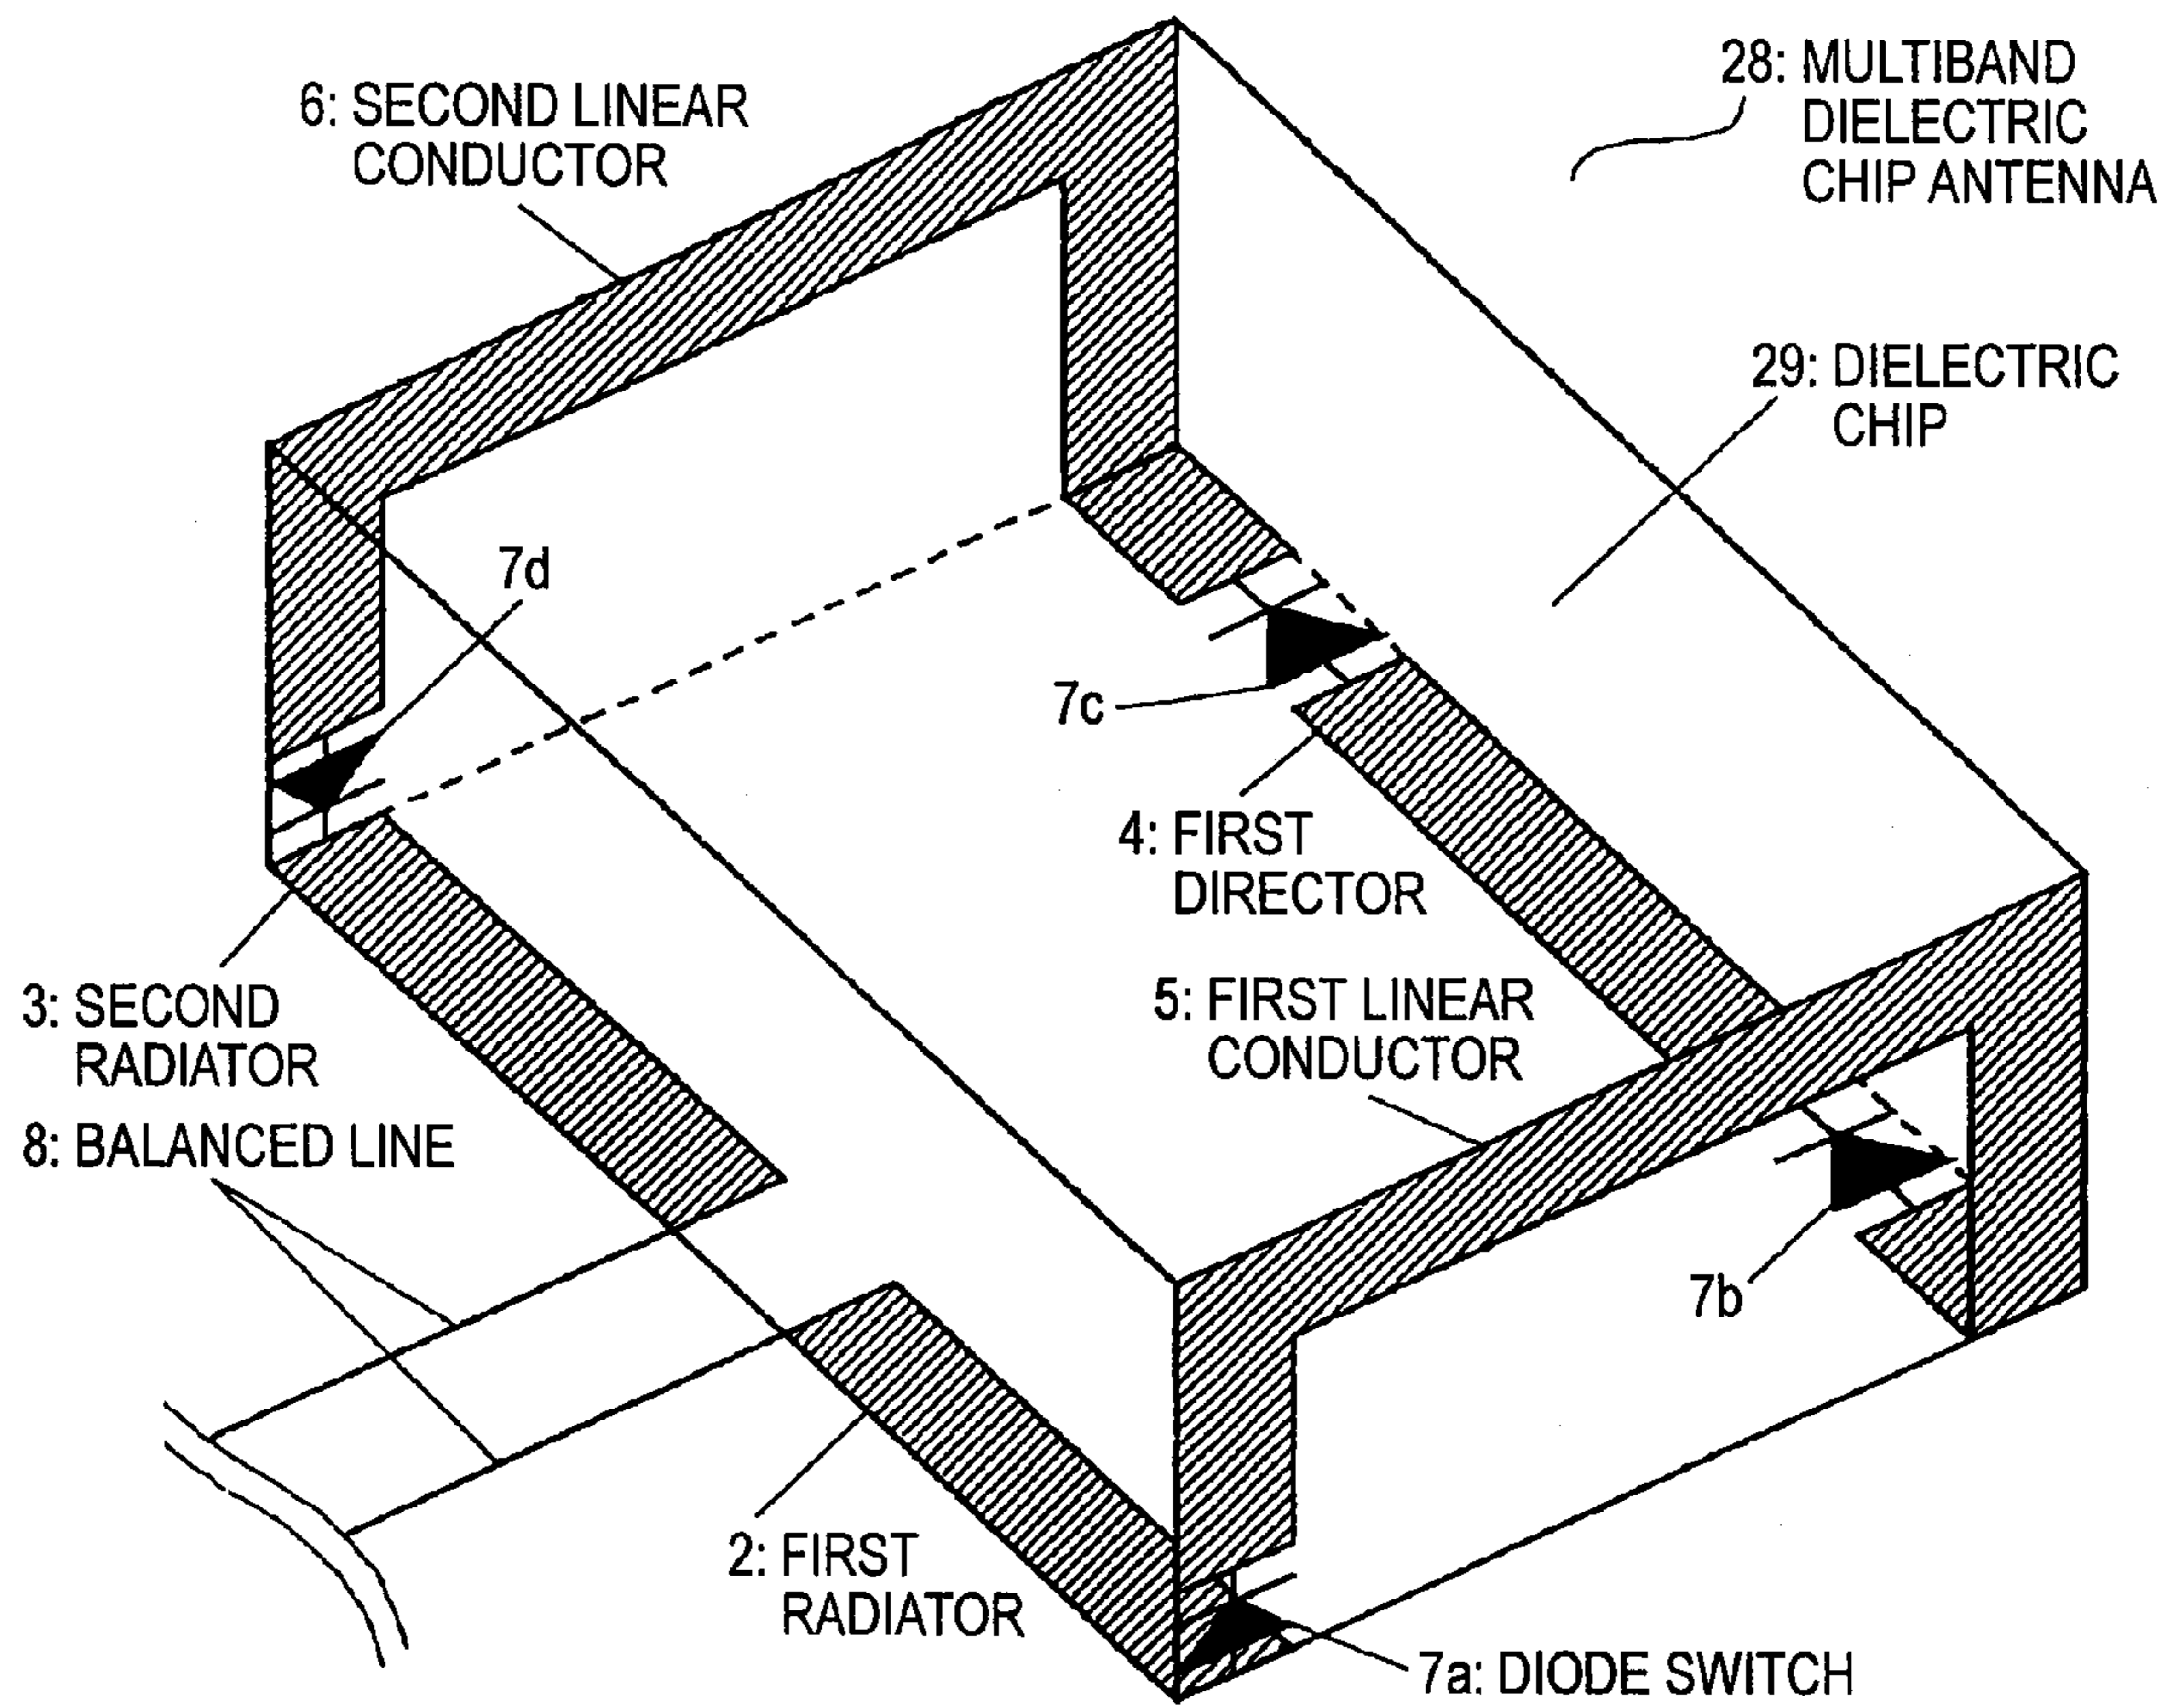 28: MULTIBAND
DIELECTRIC
CHIP ANTENNA
6: SECOND LINEAR
CONDUCTOR
29: DIELECTRIC
CHIP
7d
7c
4: FIRST
DIRECTOR
5: FIRST LINEAR
CONDUCTOR
3: SECOND
RADIATOR
8: BALANCED LINE
7b
2: FIRST
RADIATOR
7a: DIODE SWITCH